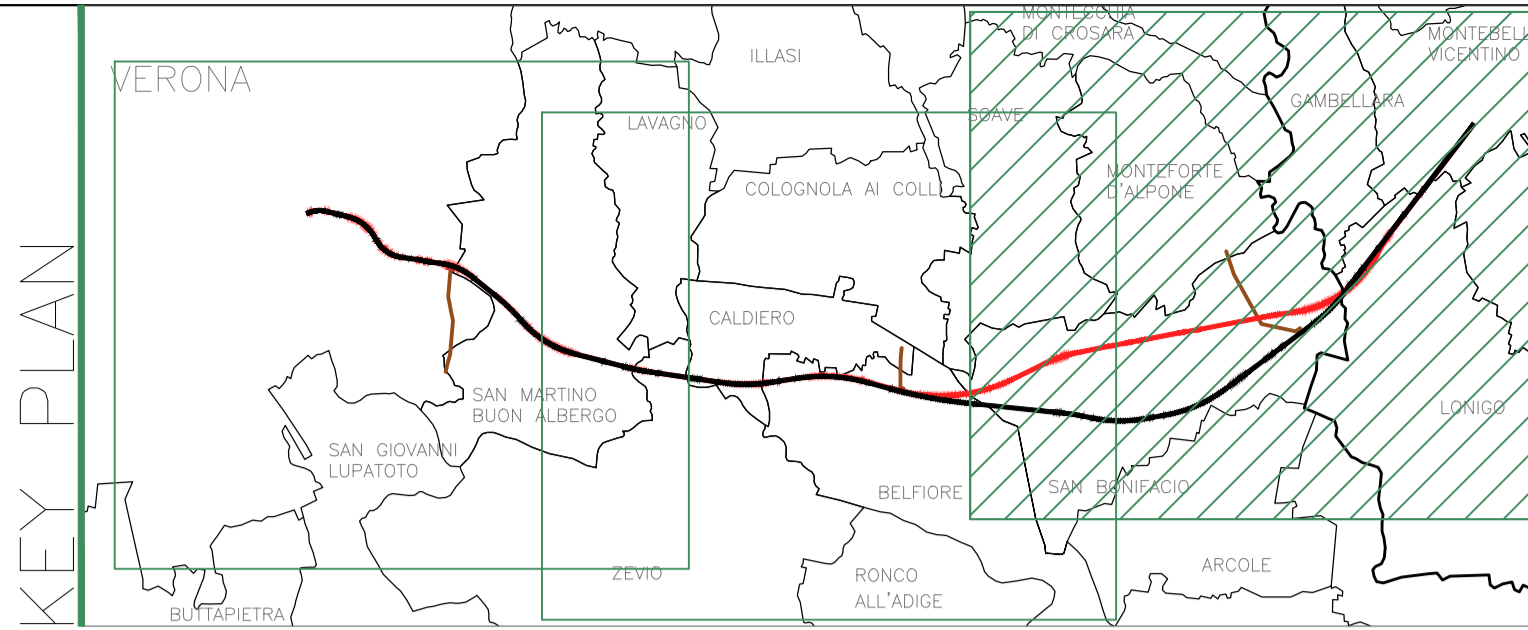 KEY PLAN
MONTECCHIA
DI CROSARA
MONTEBELL
VICENTINO
ILLASI
VERONA
GAMBELLARA
SOAVE
LAVAGNO
MONTEFORTE
D'ALPONE
COLOGNOLA AI COLLI
CALDIERO
SAN MARTINO
BUON ALBERGO
LONIGO
SAN GIOVANNI
LUPATOTO
BELFIORE
SAN BONIFACIO
ARCOLE
ZEVIO
RONCO
ALL'ADIGE
BUTTAPIETRA